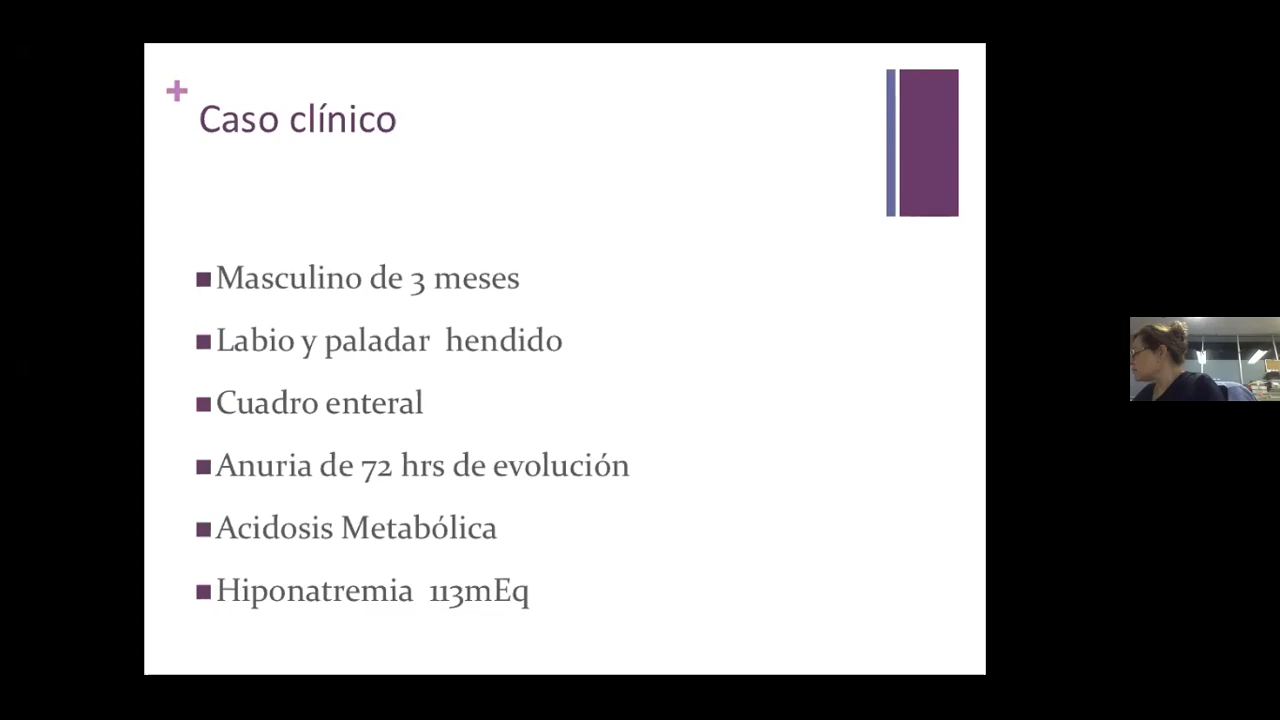 +
Caso clínico
Masculino de 3 meses
Labio y paladar hendido
Cuadro enteral
Anuria de 72 hrs de evolución
Acidosis Metabólica
Hiponatremia 113mEq